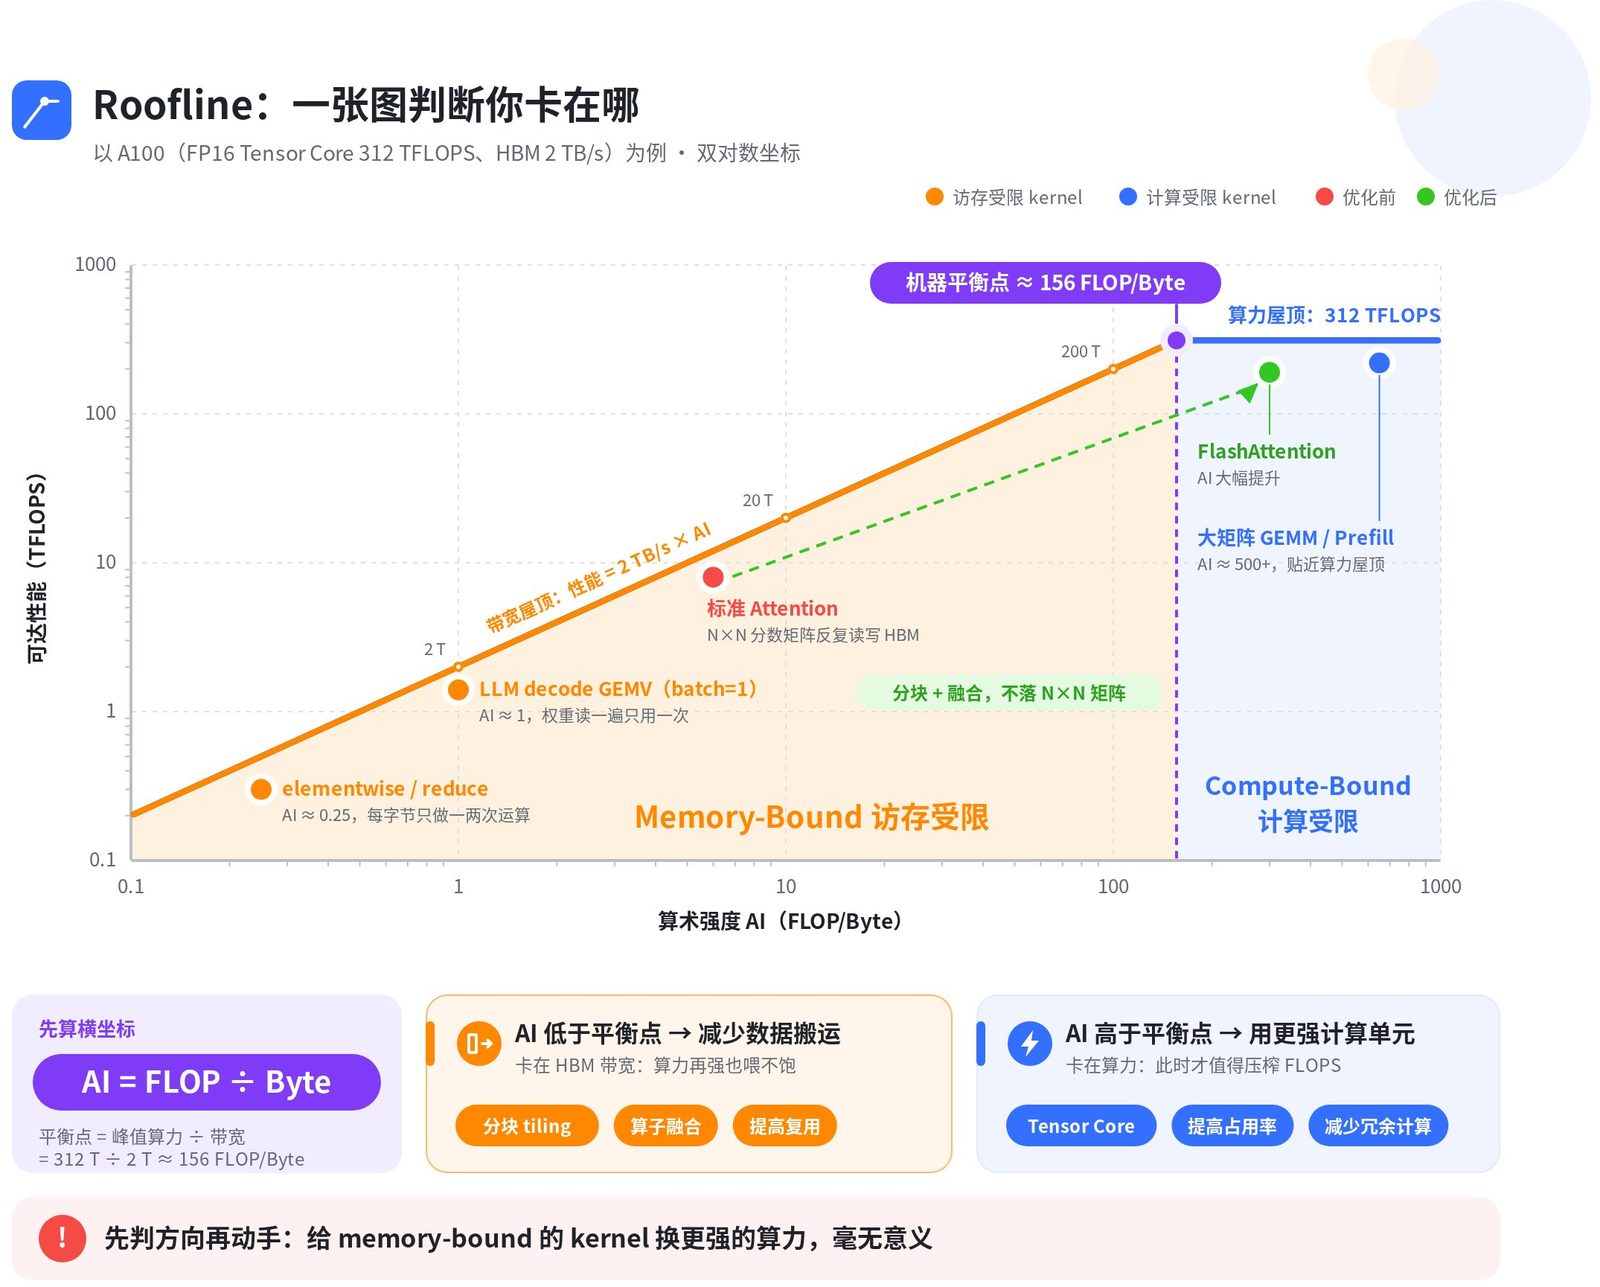 Roofline：一张图判断你卡在哪
以 A100（FP16 Tensor Core 312 TFLOPS、HBM 2 TB/s）为例 · 双对数坐标
访存受限 kernel
计算受限 kernel
优化前
优化后
1000
100
10
1
0.1
可达性能（TFLOPS）
机器平衡点 ≈ 156 FLOP/Byte
算力屋顶：312 TFLOPS
200 T
20 T
2 T
带宽屋顶：性能 = 2 TB/s × AI
FlashAttention
AI 大幅提升
大矩阵 GEMM / Prefill
AI ≈ 500+，贴近算力屋顶
标准 Attention
N×N 分数矩阵反复读写 HBM
LLM decode GEMV（batch=1）
AI ≈ 1，权重读一遍只用一次
分块 + 融合，不落 N×N 矩阵
elementwise / reduce
AI ≈ 0.25，每字节只做一两次运算
Memory-Bound 访存受限
Compute-Bound
计算受限
0.1
1
10
100
1000
算术强度 AI（FLOP/Byte）
先算横坐标
AI = FLOP ÷ Byte
平衡点 = 峰值算力 ÷ 带宽
= 312 T ÷ 2 T ≈ 156 FLOP/Byte
AI 低于平衡点 → 减少数据搬运
卡在 HBM 带宽：算力再强也喂不饱
分块 tiling
算子融合
提高复用
AI 高于平衡点 → 用更强计算单元
卡在算力：此时才值得压榨 FLOPS
Tensor Core
提高占用率
减少冗余计算
!
先判方向再动手：给 memory-bound 的 kernel 换更强的算力，毫无意义